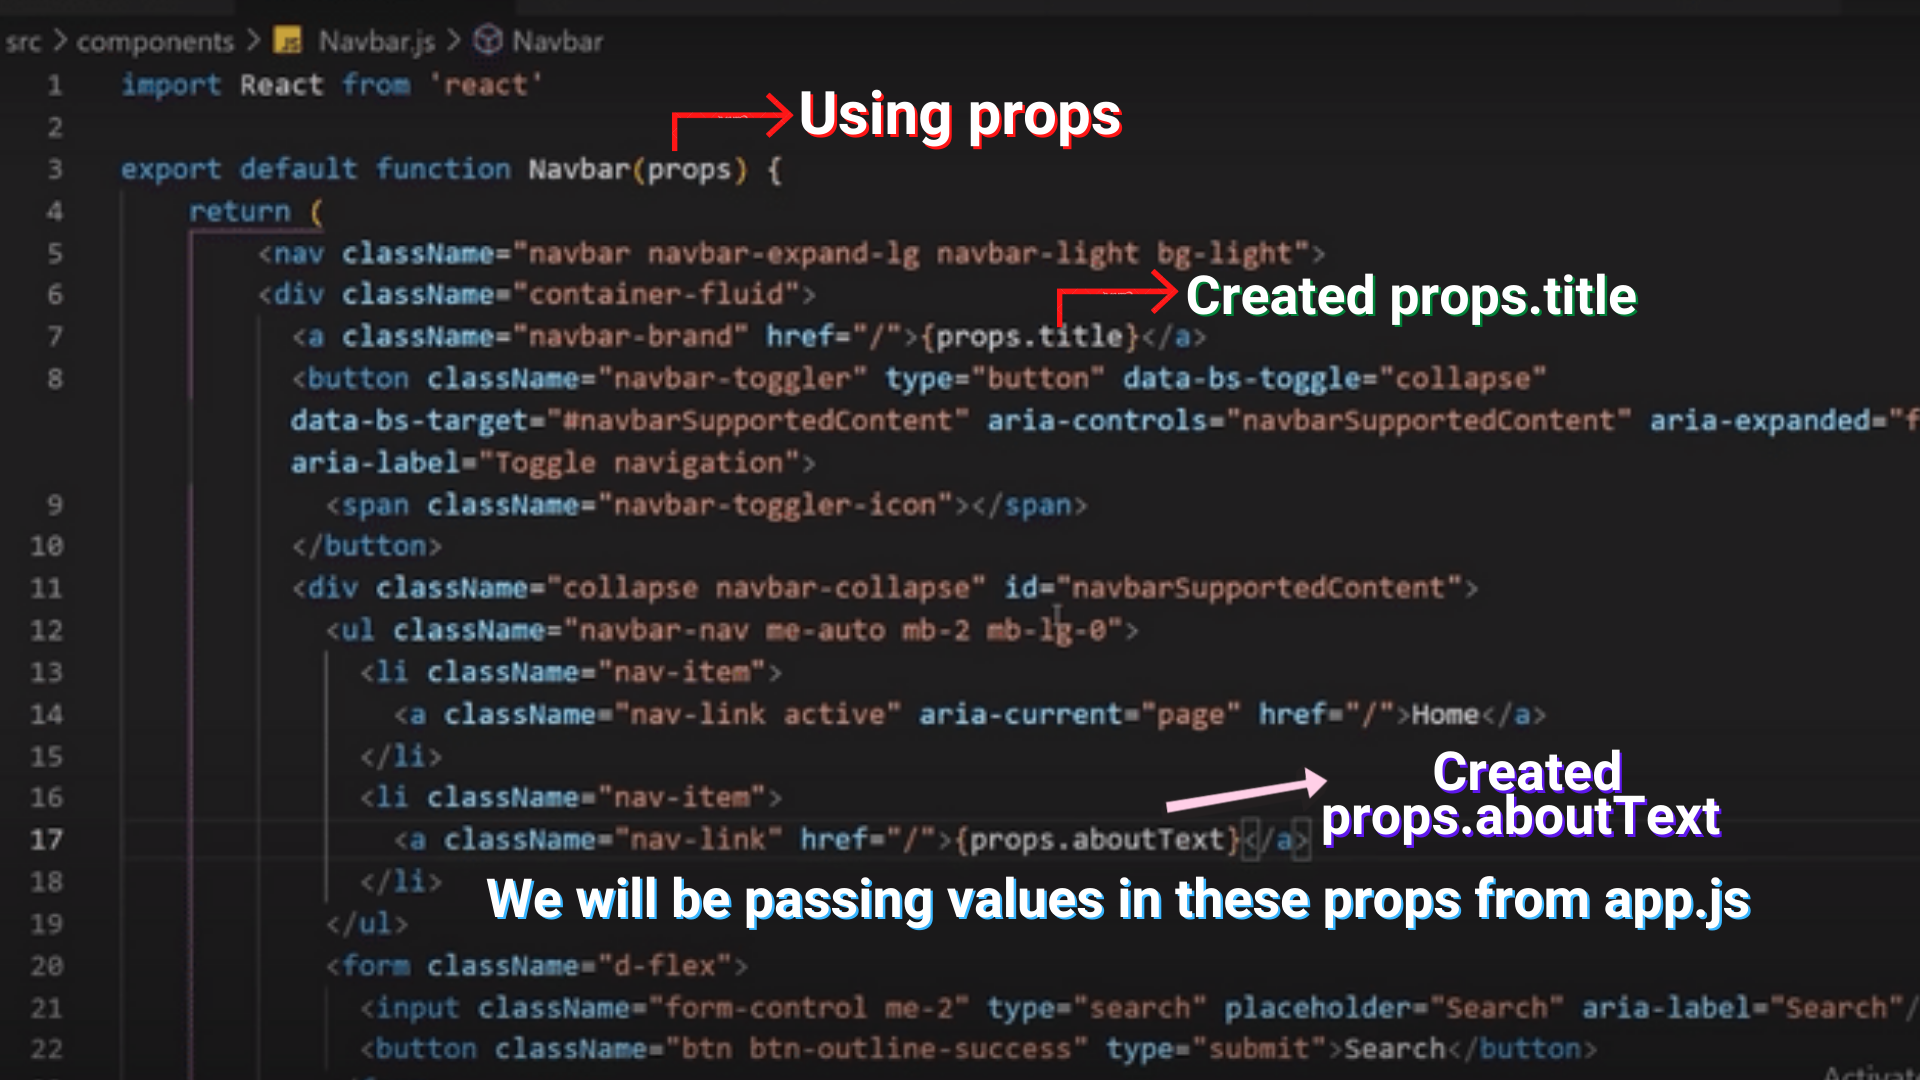 src > components > JS Navbar.js > Navbar
1 import React from 'react'
Using props
2
3 export default function Navbar(props) {
4 return (
5 <nav className="navbar navbar-expand-lg navbar-light bg-light">
Created props.title
6 <div className="container-fluid">
7 <a className="navbar-brand" href="/">{props.title}</a>
8 <button className="navbar-toggler" type="button" data-bs-toggle="collapse"
data-bs-target="#navbarSupportedContent" aria-controls="navbarSupportedContent" aria-expanded="f
aria-label="Toggle navigation">
9 <span className="navbar-toggler-icon"></span>
10 </button>
11 <div className="collapse navbar-collapse" id="navbarSupportedContent">
12 <ul className="navbar-nav me-auto mb-2 mb-lg-0">
13 <li className="nav-item">
14 <a className="nav-link active" aria-current="page" href="/">Home</a>
15 </li>
Created
props.aboutText
16 <li className="nav-item">
17 <a className="nav-link" href="/">{props.aboutText}</a>
18 </li>
We will be passing values in these props from app.js
19 </ul>
20 <form className="d-flex">
21 <input className="form-control me-2" type="search" placeholder="Search" aria-label="Search"/
22 <button className="btn btn-outline-success" type="submit">Search</button>